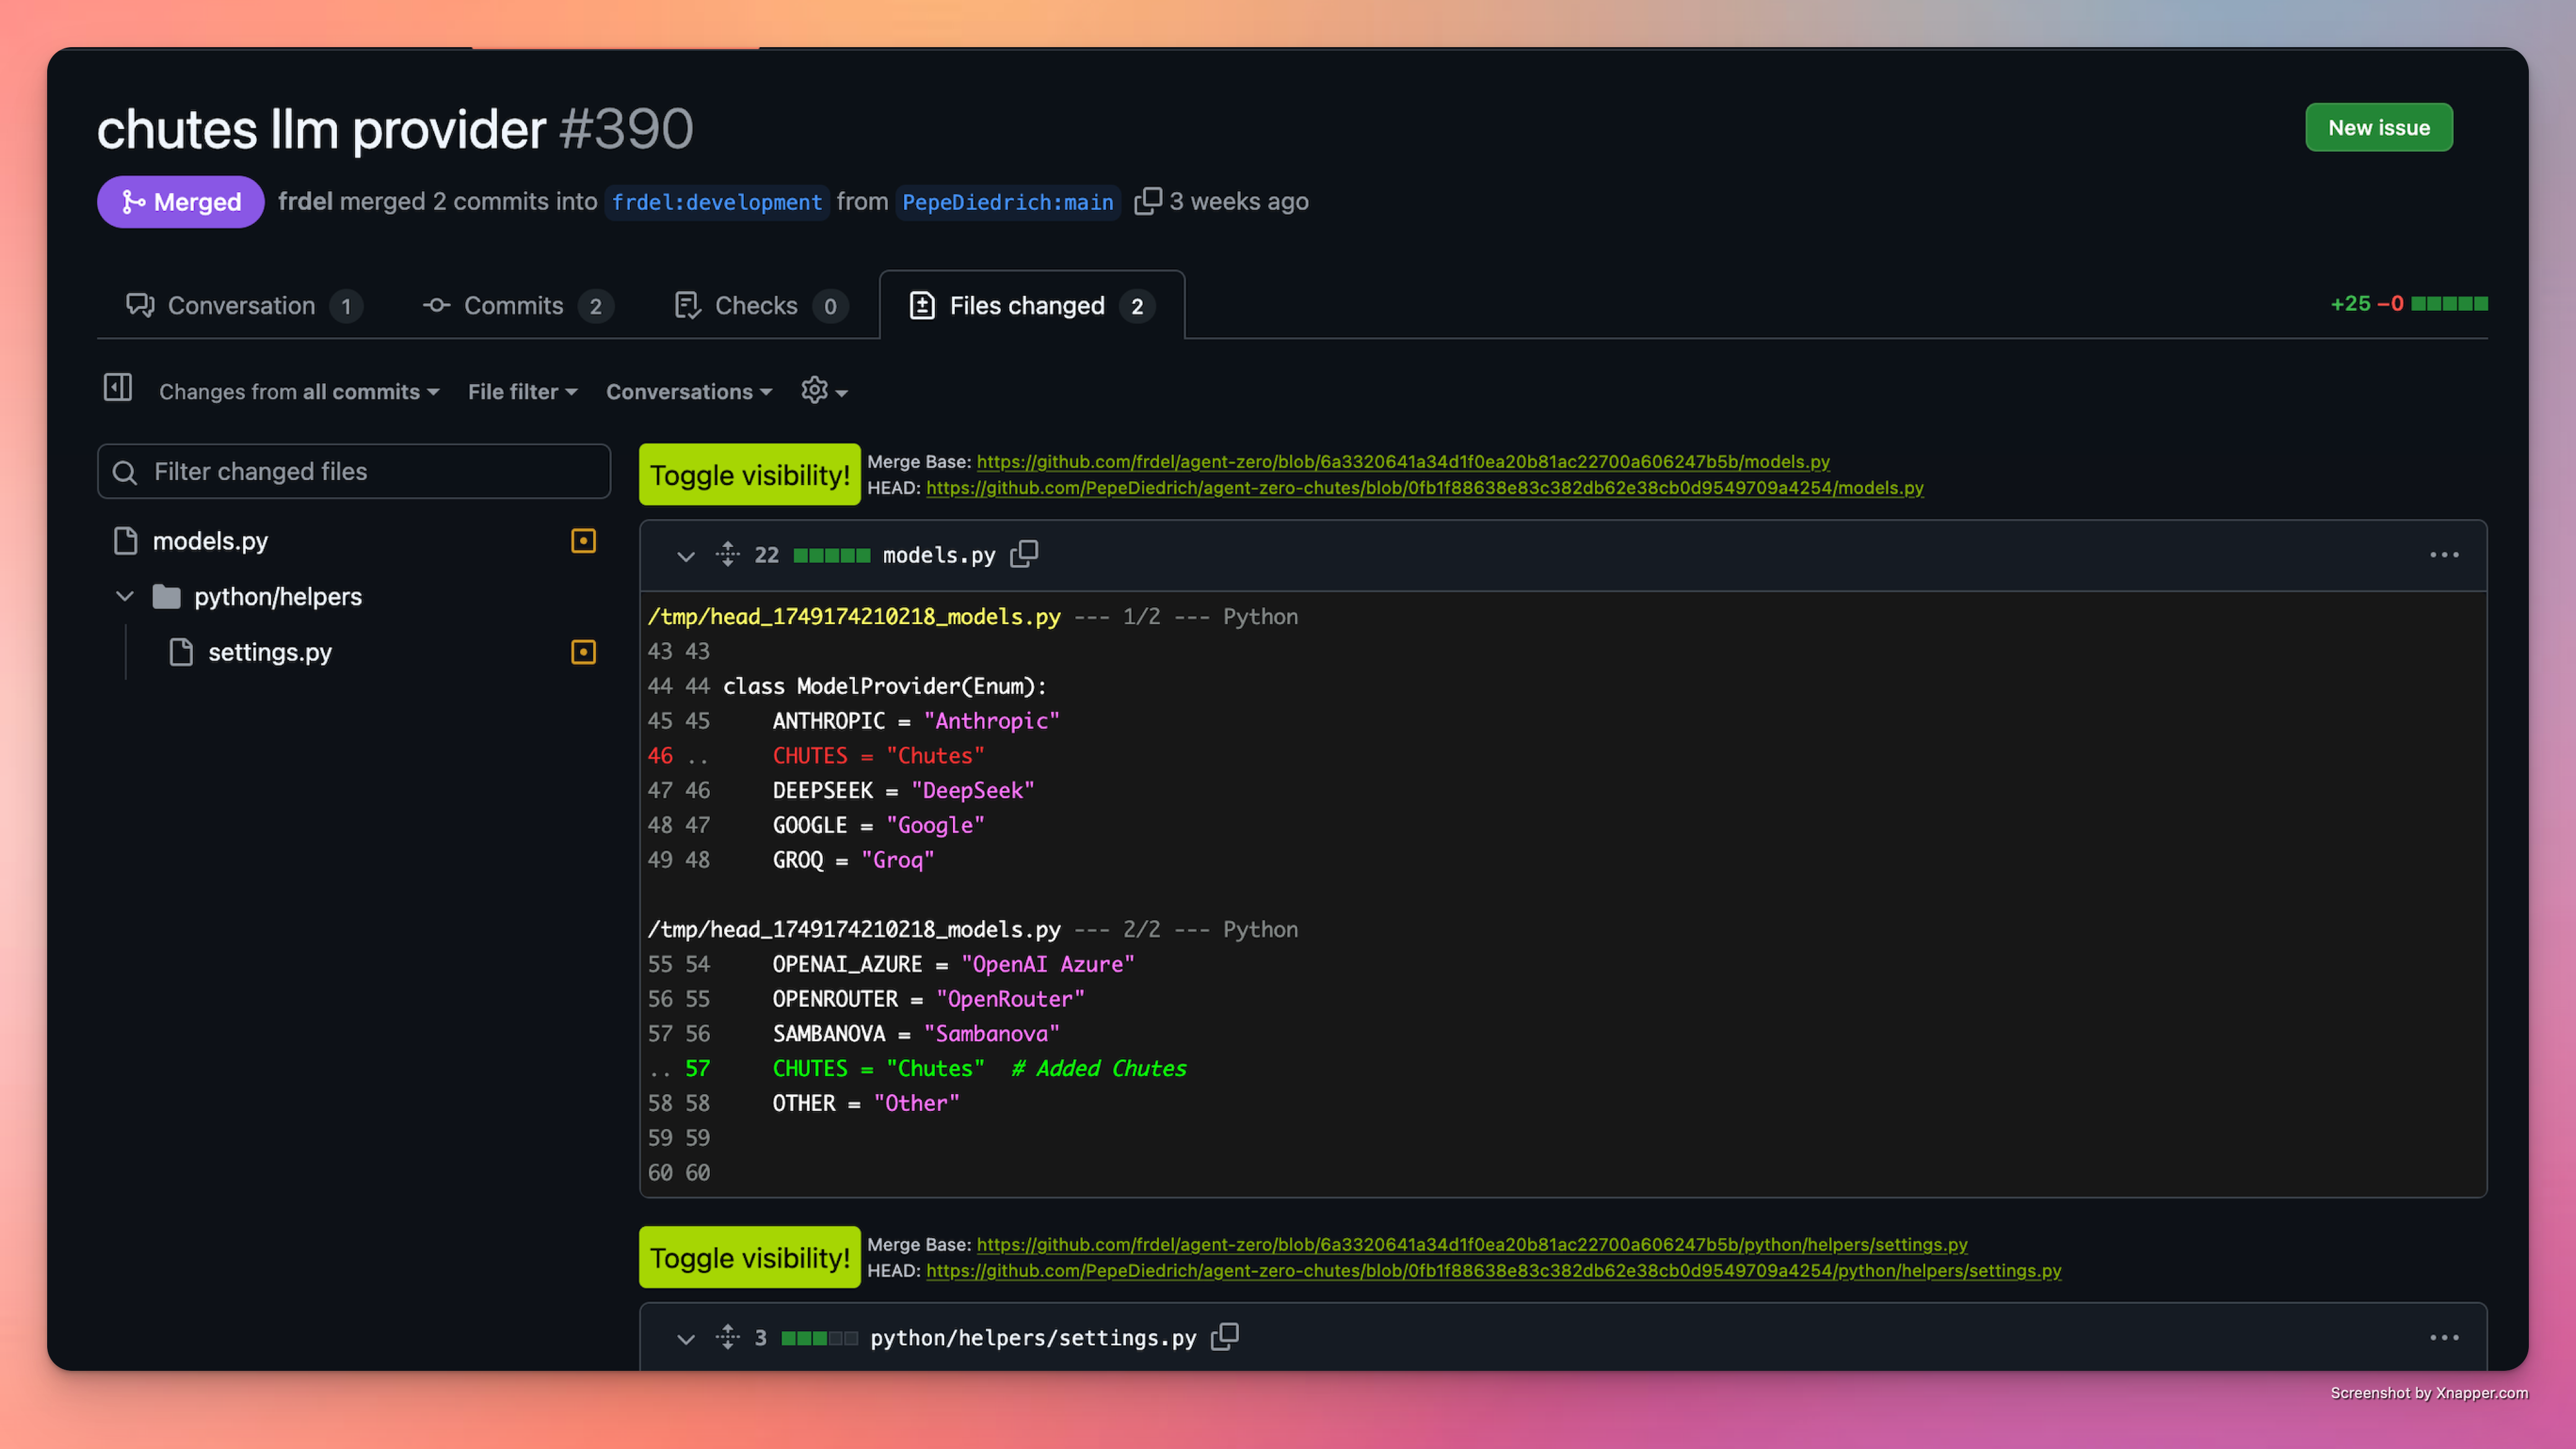 chutes llm provider #390
New issue
Merged frdel merged 2 commits into frdel:development from PepeDiedrich:main 3 weeks ago
Conversation 1 Commits 2 Checks 0 Files changed 2
+25 −0
Changes from all commits File filter Conversations
Filter changed files
models.py
python/helpers
settings.py
Toggle visibility!
Merge Base: https://github.com/frdel/agent-zero/blob/6a3320641a34d1f0ea20b81ac22700a606247b5b/models.py
HEAD: https://github.com/PepeDiedrich/agent-zero-chutes/blob/0fb1f88638e83c382db62e38cb0d9549709a4254/models.py
22 models.py
/tmp/head_1749174210218_models.py --- 1/2 --- Python
43 43
44 44 class ModelProvider(Enum):
45 45     ANTHROPIC = "Anthropic"
46 ..     CHUTES = "Chutes"
47 46     DEEPSEEK = "DeepSeek"
48 47     GOOGLE = "Google"
49 48     GROQ = "Groq"
/tmp/head_1749174210218_models.py --- 2/2 --- Python
55 54     OPENAI_AZURE = "OpenAI Azure"
56 55     OPENROUTER = "OpenRouter"
57 56     SAMBANOVA = "Sambanova"
.. 57     CHUTES = "Chutes"  # Added Chutes
58 58     OTHER = "Other"
59 59
60 60
Toggle visibility!
Merge Base: https://github.com/frdel/agent-zero/blob/6a3320641a34d1f0ea20b81ac22700a606247b5b/python/helpers/settings.py
HEAD: https://github.com/PepeDiedrich/agent-zero-chutes/blob/0fb1f88638e83c382db62e38cb0d9549709a4254/python/helpers/settings.py
3 python/helpers/settings.py
Screenshot by Xnapper.com